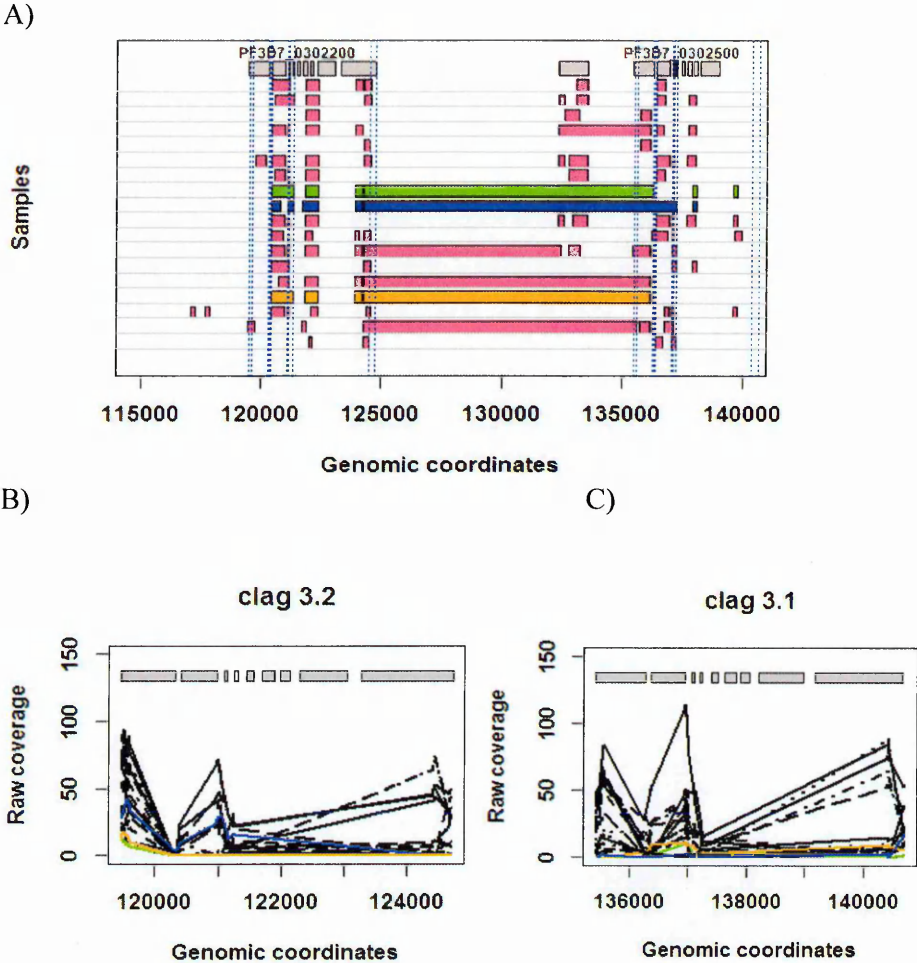 A)
PF3D7_0302200 PF3D7_0302500
Samples
115000 120000 125000 130000 135000 140000
Genomic coordinates
B) C)
clag 3.2
150
100
50
0
Raw coverage
120000 122000 124000
Genomic coordinates
clag 3.1
150
100
50
0
Raw coverage
136000 138000 140000
Genomic coordinates